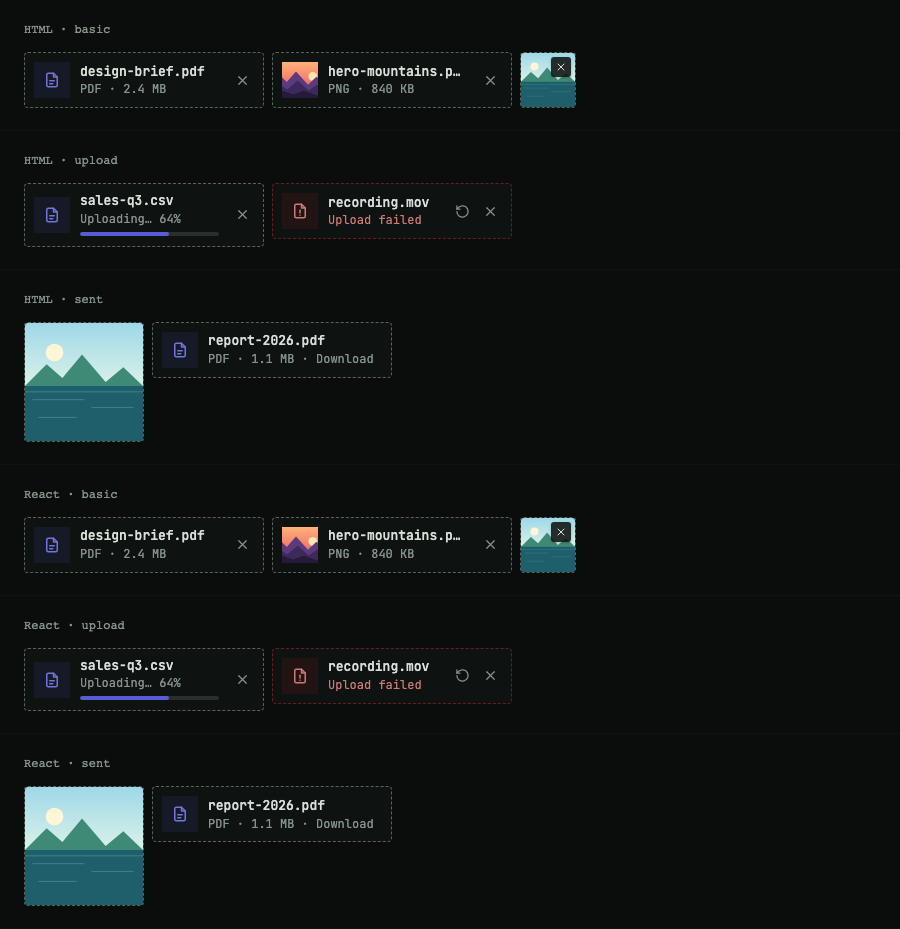 HTML · basic
design-brief.pdf
PDF · 2.4 MB
hero-mountains.p…
PNG · 840 KB
HTML · upload
sales-q3.csv
Uploading… 64%
recording.mov
Upload failed
HTML · sent
report-2026.pdf
PDF · 1.1 MB · Download
React · basic
design-brief.pdf
PDF · 2.4 MB
hero-mountains.p…
PNG · 840 KB
React · upload
sales-q3.csv
Uploading… 64%
recording.mov
Upload failed
React · sent
report-2026.pdf
PDF · 1.1 MB · Download